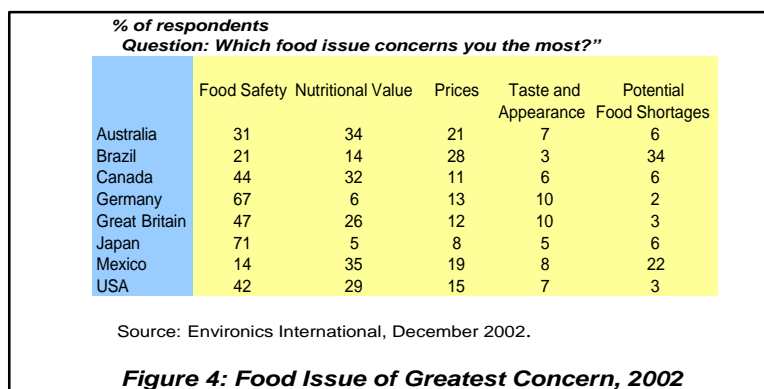 % of respondents
Question: Which food issue concerns you the most?”
Food Safety Nutritional Value Prices Taste and Appearance Potential Food Shortages
Australia 31 34 21 7 6
Brazil 21 14 28 3 34
Canada 44 32 11 6 6
Germany 67 6 13 10 2
Great Britain 47 26 12 10 3
Japan 71 5 8 5 6
Mexico 14 35 19 8 22
USA 42 29 15 7 3
Source: Environics International, December 2002.
Figure 4: Food Issue of Greatest Concern, 2002